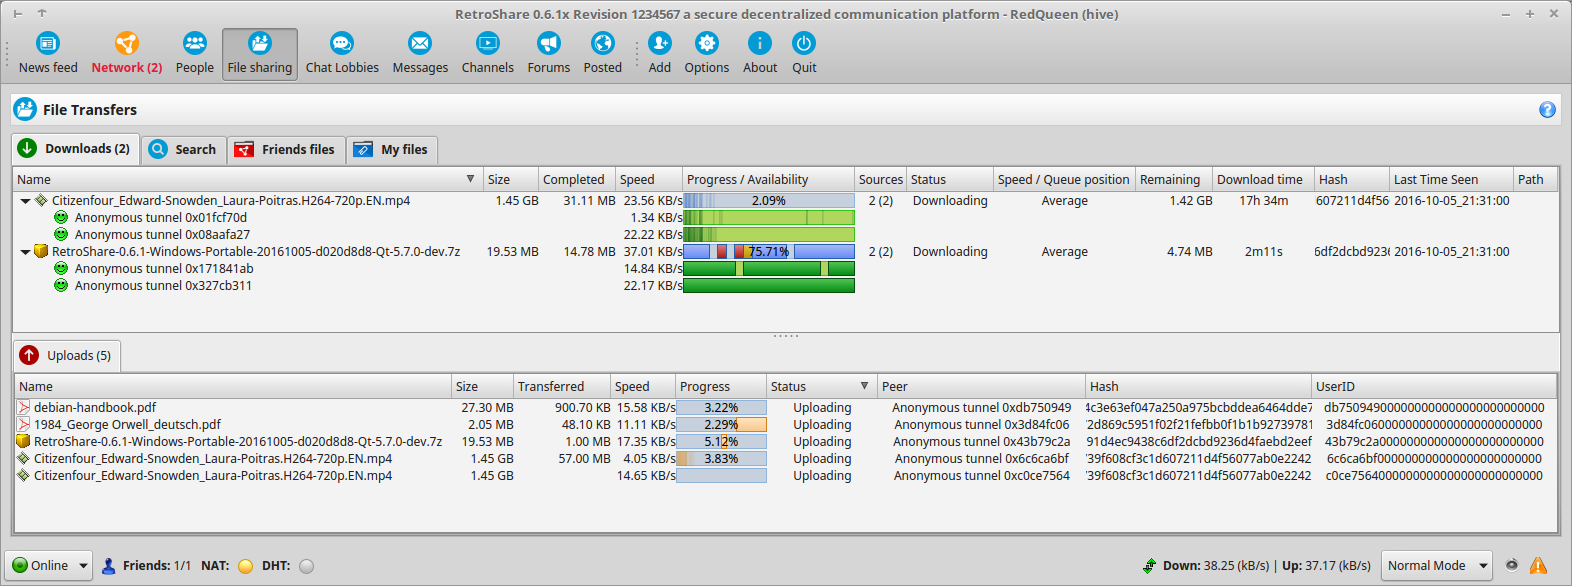 RetroShare 0.6.1x Revision 1234567 a secure decentralized communication platform - RedQueen (hive)
News feed Network (2) People File sharing Chat Lobbies Messages Channels Forums Posted Add Options About Quit
File Transfers
Downloads (2) Search Friends files My files
Name Size Completed Speed Progress / Availability Sources Status Speed / Queue position Remaining Download time Hash Last Time Seen Path
Citizenfour_Edward-Snowden_Laura-Poitras.H264-720p.EN.mp4 1.45 GB 31.11 MB 23.56 KB/s 2.09% 2 (2) Downloading Average 1.42 GB 17h 34m 607211d4f56 2016-10-05_21:31:00
Anonymous tunnel 0x01fcf70d 1.34 KB/s
Anonymous tunnel 0x08aafa27 22.22 KB/s
RetroShare-0.6.1-Windows-Portable-20161005-d020d8d8-Qt-5.7.0-dev.7z 19.53 MB 14.78 MB 37.01 KB/s 75.71% 2 (2) Downloading Average 4.74 MB 2m11s 6df2dcbd9236 2016-10-05_21:31:00
Anonymous tunnel 0x171841ab 14.84 KB/s
Anonymous tunnel 0x327cb311 22.17 KB/s
Uploads (5)
Name Size Transferred Speed Progress Status Peer Hash UserID
debian-handbook.pdf 27.30 MB 900.70 KB 15.58 KB/s 3.22% Uploading Anonymous tunnel 0xdb750949 4c3e63ef047a250a975bcbddea6464dde7 db750949000000000000000000000000
1984_George Orwell_deutsch.pdf 2.05 MB 48.10 KB 11.11 KB/s 2.29% Uploading Anonymous tunnel 0x3d84fc06 72d869c5951f02f21fefbb0f1b1b92739781 3d84fc06000000000000000000000000
RetroShare-0.6.1-Windows-Portable-20161005-d020d8d8-Qt-5.7.0-dev.7z 19.53 MB 1.00 MB 17.35 KB/s 5.12% Uploading Anonymous tunnel 0x43b79c2a 91d4ec9438c6df2dcbd9236d4faebd2eef 43b79c2a000000000000000000000000
Citizenfour_Edward-Snowden_Laura-Poitras.H264-720p.EN.mp4 1.45 GB 57.00 MB 4.05 KB/s 3.83% Uploading Anonymous tunnel 0x6c6ca6bf 739f608cf3c1d607211d4f56077ab0e2242 6c6ca6bf000000000000000000000000
Citizenfour_Edward-Snowden_Laura-Poitras.H264-720p.EN.mp4 1.45 GB 14.65 KB/s Uploading Anonymous tunnel 0xc0ce7564 739f608cf3c1d607211d4f56077ab0e2242 c0ce7564000000000000000000000000
Online Friends: 1/1 NAT: DHT: Down: 38.25 (kB/s) | Up: 37.17 (kB/s) Normal Mode